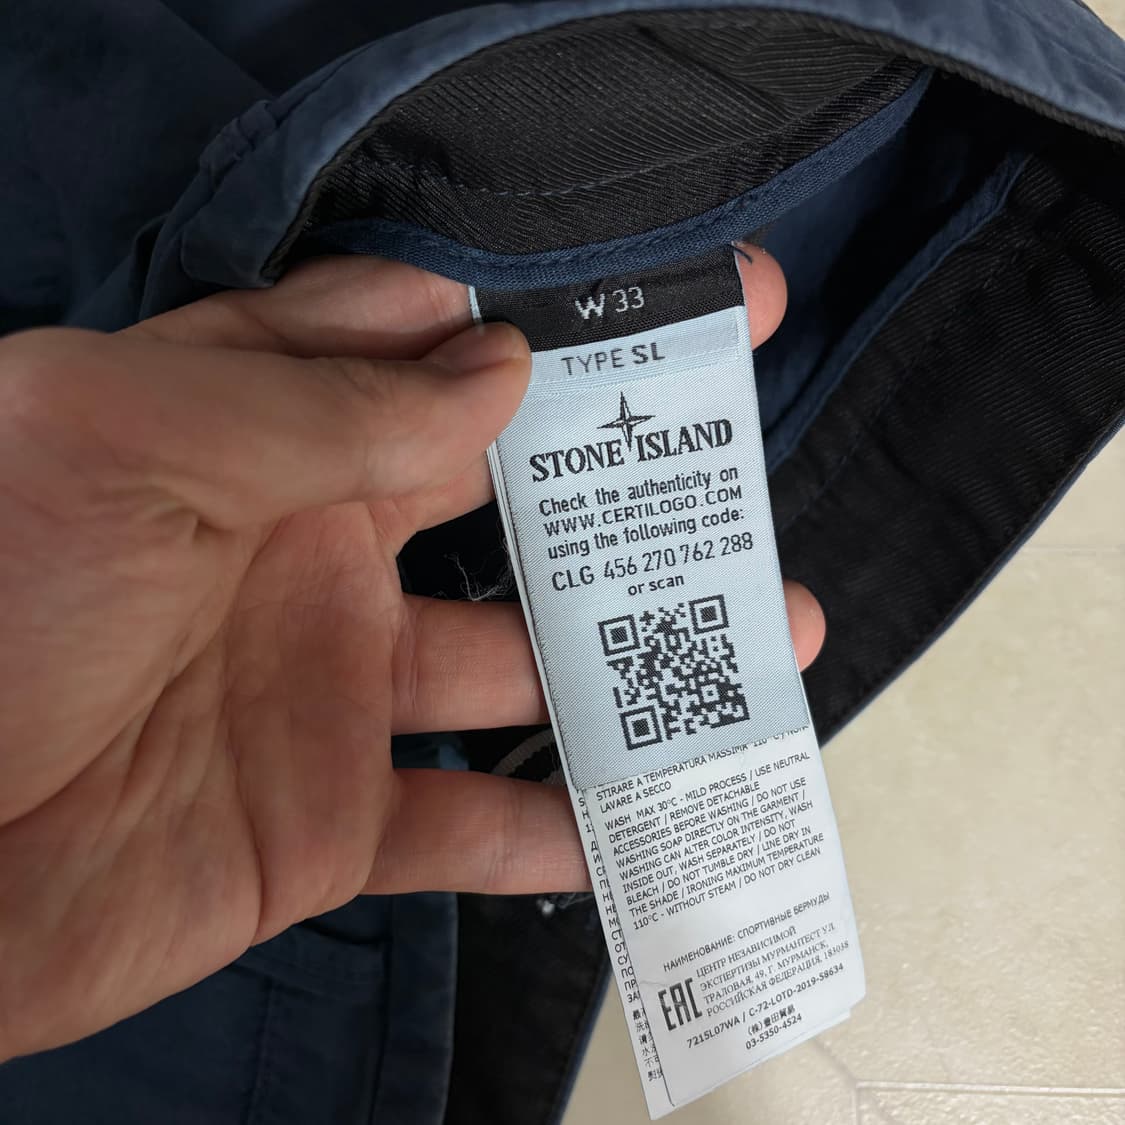 W 33
TYPE SL
STONE ISLAND
Check the authenticity on
WWW.CERTILOGO.COM
using the following code:
CLG 456 270 762 288
or scan
STIRARE A TEMPERATURA MASSIMA 110°C /
LAVARE A SECCO
WASH MAX 30°C - MILD PROCESS / USE NEUTRAL
DETERGENT / REMOVE DETACHABLE
ACCESSORIES BEFORE WASHING / DO NOT USE
WASHING SOAP DIRECTLY ON THE GARMENT /
WASHING CAN ALTER COLOR INTENSITY, WASH
INSIDE OUT, WASH SEPARATELY / DO NOT
BLEACH / DO NOT TUMBLE DRY / LINE DRY IN
THE SHADE / IRONING MAXIMUM TEMPERATURE
110°C - WITHOUT STEAM / DO NOT DRY CLEAN
НАИМЕНОВАНИЕ: СПОРТИВНЫЕ БЕРМУДЫ
EAC
ЦЕНТР НЕЗАВИСИМОЙ
ЭКСПЕРТИЗЫ МУРМАНТЕСТ УЛ.
ТРАЛОВАЯ, 49, Г. МУРМАНСК,
РОССИЙСКАЯ ФЕДЕРАЦИЯ, 183038
7215L07WA / C-72-LOTD-2019-58634
(株)豊田貿易
03-5350-4524